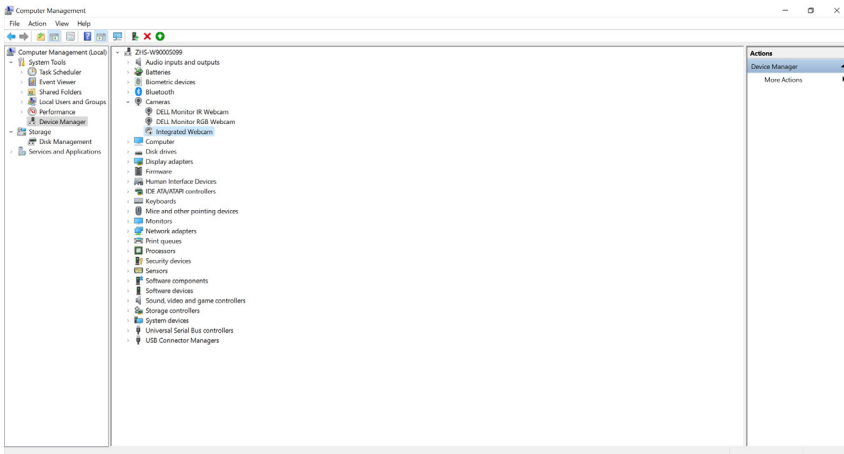 Computer Management
File Action View Help
Computer Management (Local)
System Tools
Task Scheduler
Event Viewer
Shared Folders
Local Users and Groups
Performance
Device Manager
Storage
Disk Management
Services and Applications
ZHS-W90005099
Audio inputs and outputs
Batteries
Biometric devices
Bluetooth
Cameras
DELL Monitor IR Webcam
DELL Monitor RGB Webcam
Integrated Webcam
Computer
Disk drives
Display adapters
Firmware
Human Interface Devices
IDE ATA/ATAPI controllers
Keyboards
Mice and other pointing devices
Monitors
Network adapters
Print queues
Processors
Security devices
Sensors
Software components
Software devices
Sound, video and game controllers
Storage controllers
System devices
Universal Serial Bus controllers
USB Connector Managers
Actions
Device Manager
More Actions